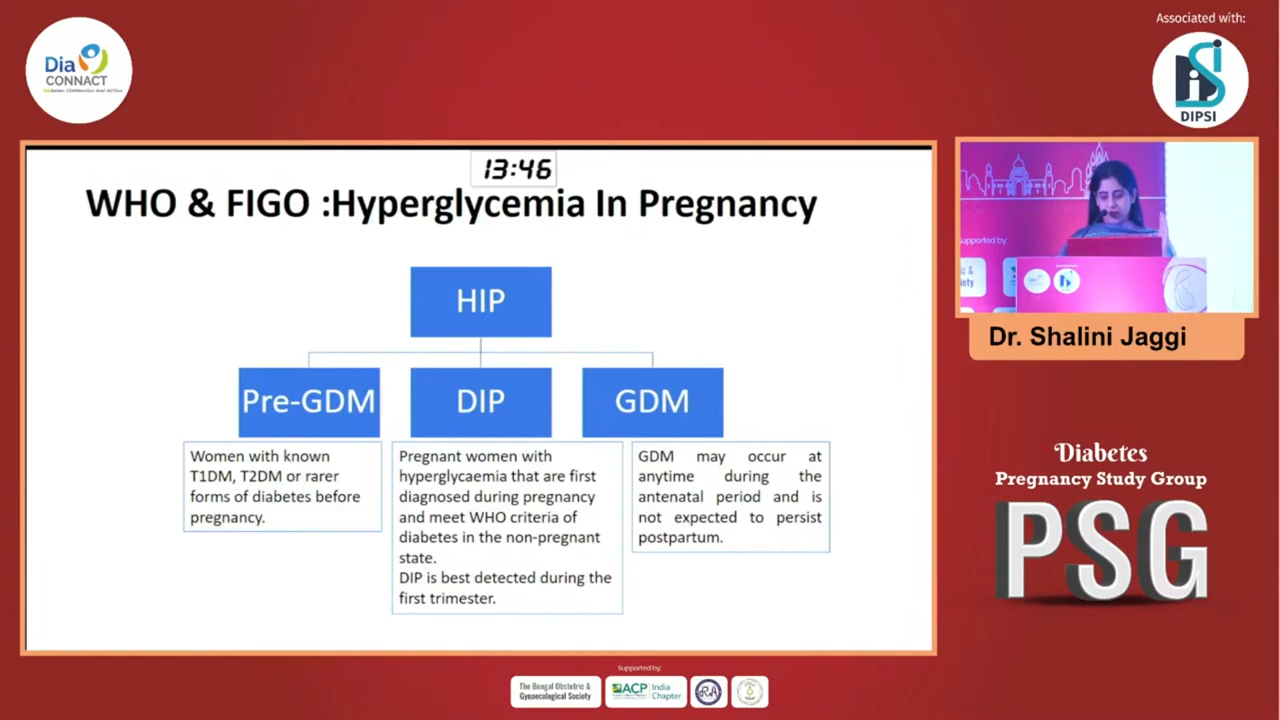 Dia
CONNACT
Associated with:
DIPSI
13:46
WHO & FIGO :Hyperglycemia In Pregnancy
HIP
Pre-GDM
DIP
GDM
Women with known
T1DM, T2DM or rarer
forms of diabetes before
pregnancy.
Pregnant women with
hyperglycaemia that are first
diagnosed during pregnancy
and meet WHO criteria of
diabetes in the non-pregnant
state.
DIP is best detected during the
first trimester.
GDM may occur at
anytime during the
antenatal period and is
not expected to persist
postpartum.
supported by:
Dr. Shalini Jaggi
Diabetes
Pregnancy Study Group
PSG
Supported by:
The Bengal Obstetric &
Gynaecological Society
ACP
India
Chapter